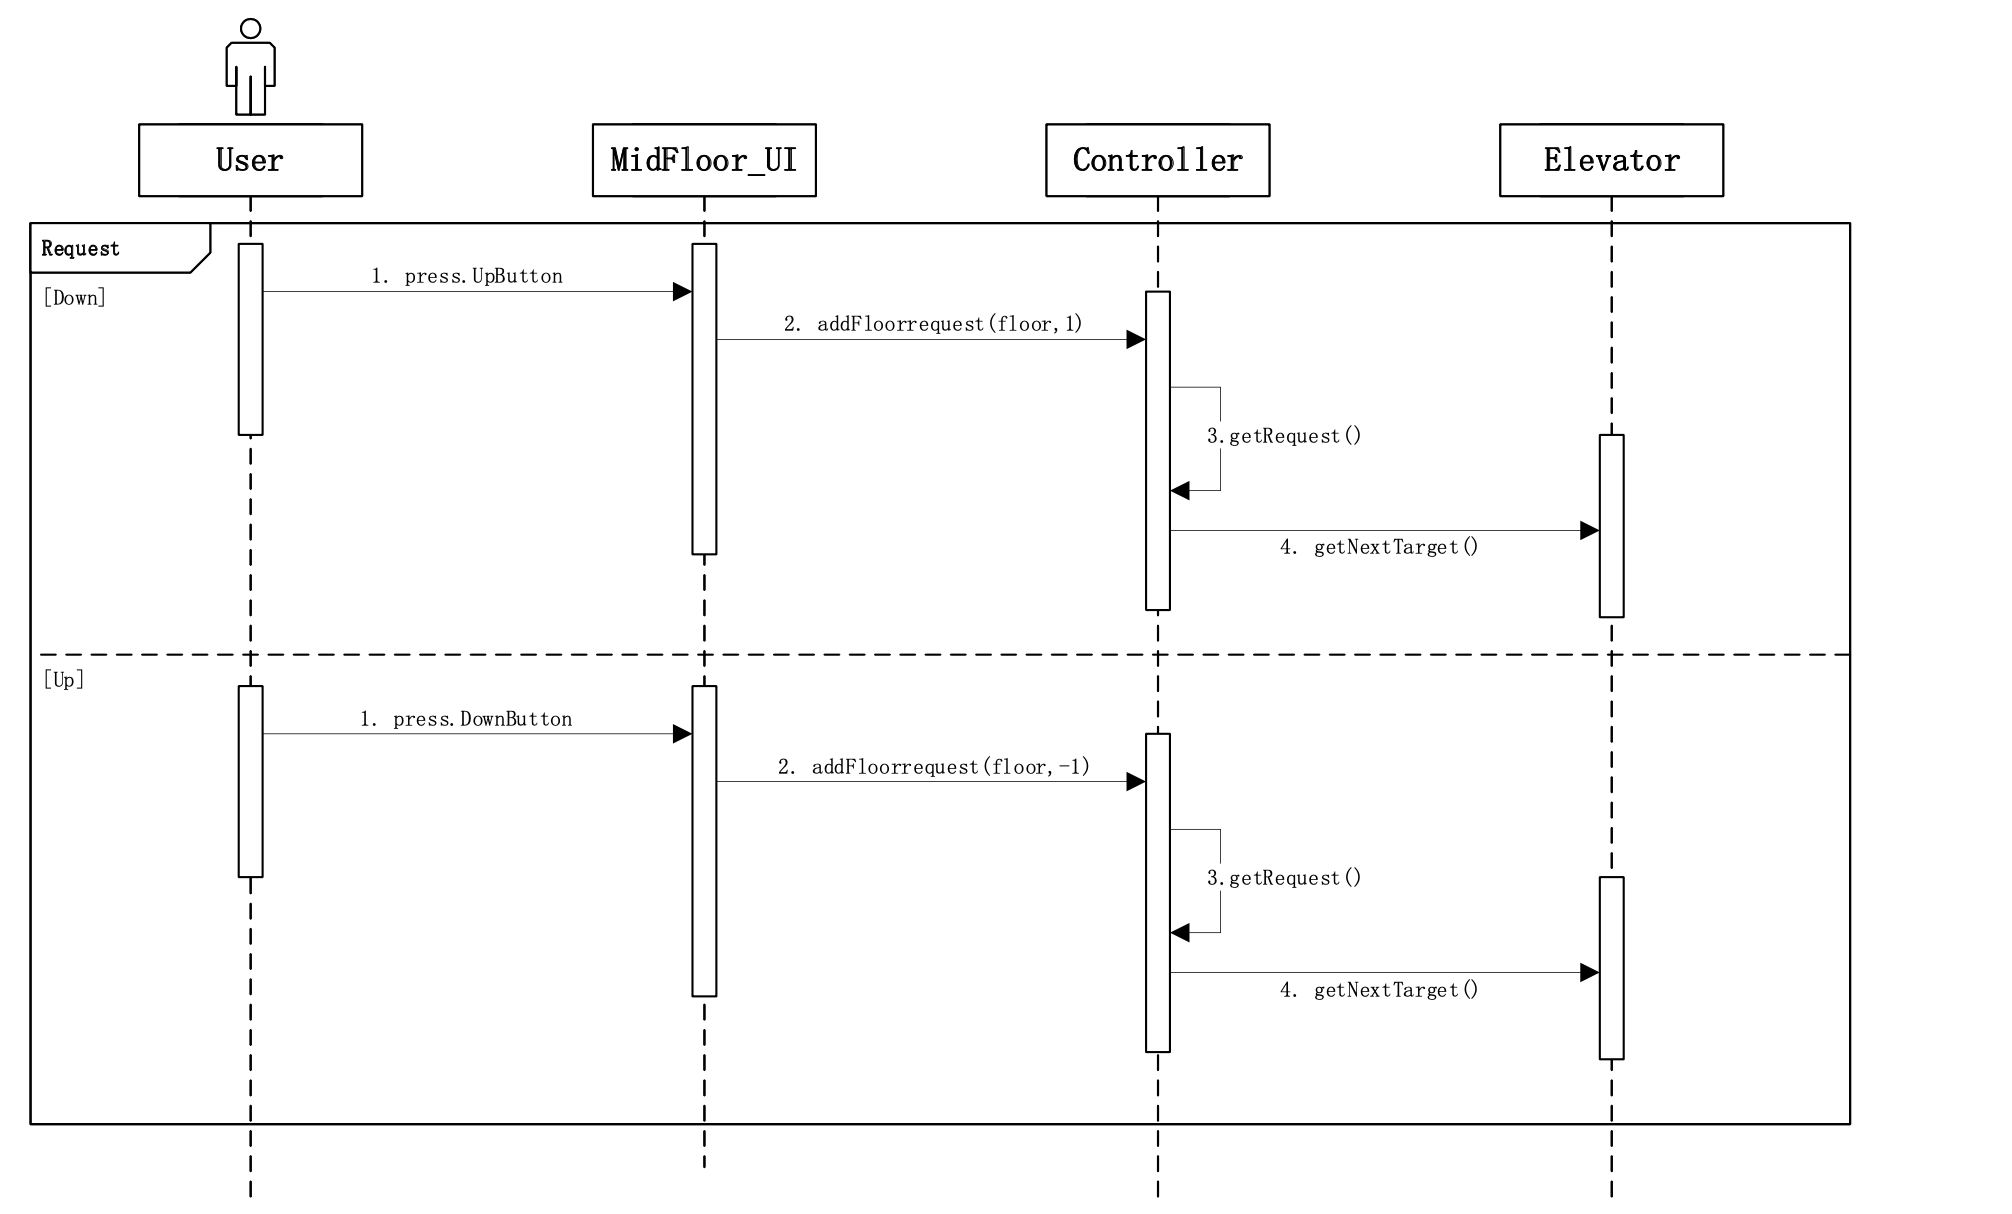 User
MidFloor_UI
Controller
Elevator
Request
[Down]
1. press.UpButton
2. addFloorrequest(floor,1)
3.getRequest()
4. getNextTarget()
[Up]
1. press.DownButton
2. addFloorrequest(floor,-1)
3.getRequest()
4. getNextTarget()